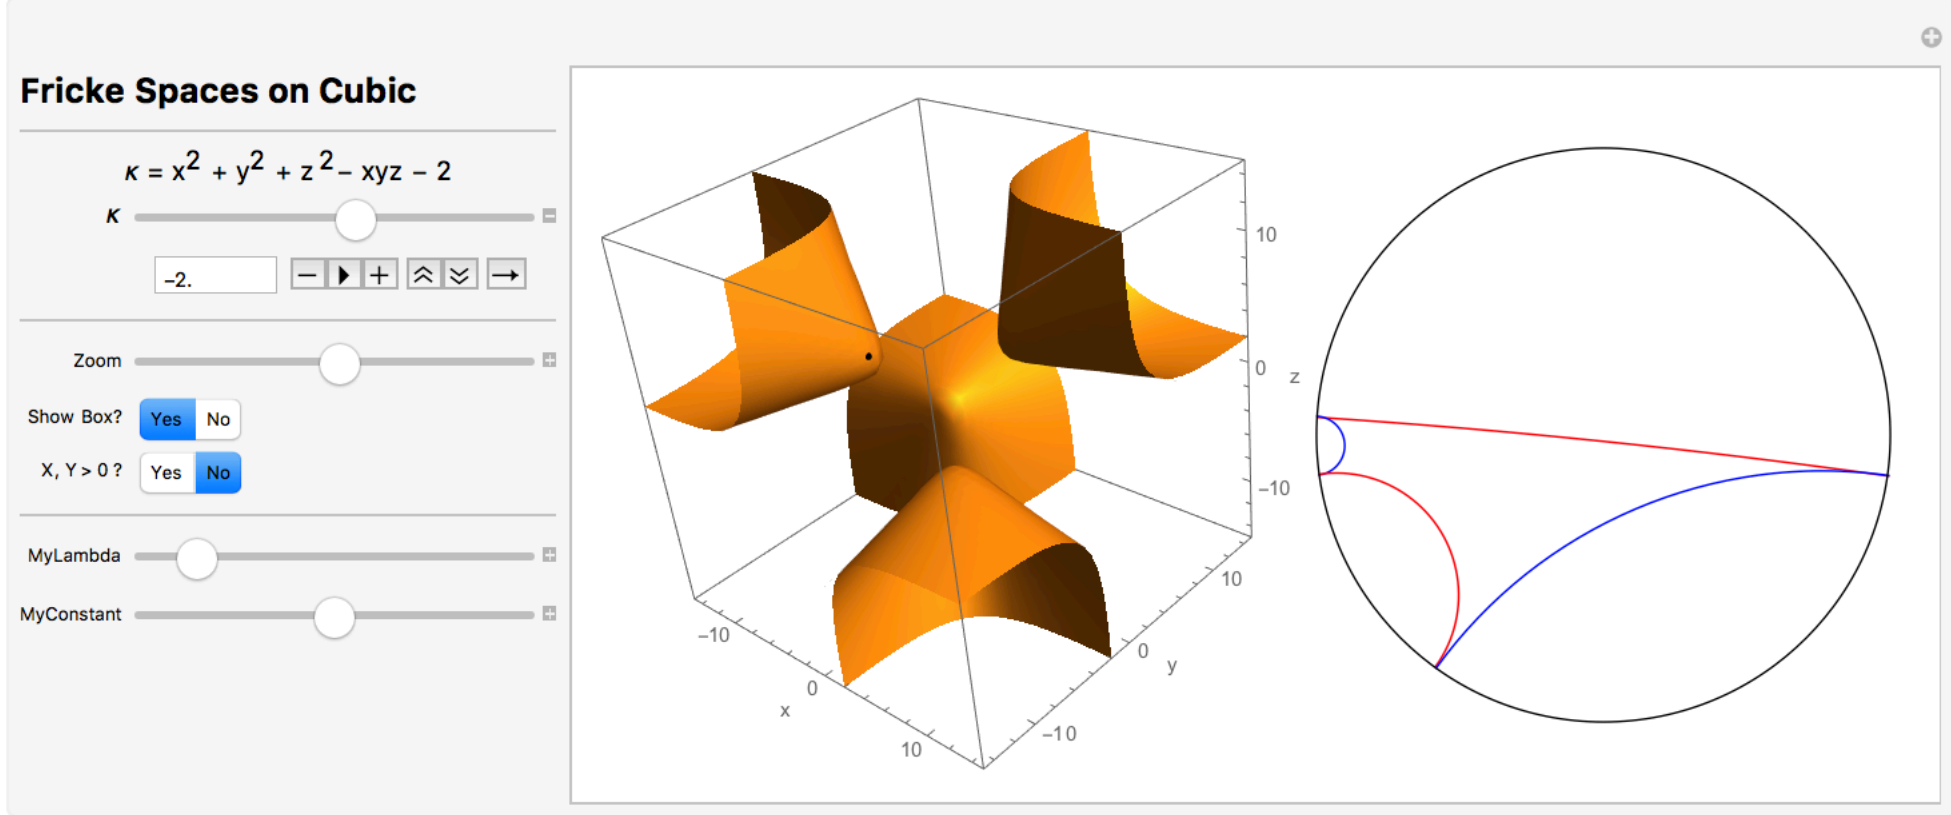 Fricke Spaces on Cubic
κ = x² + y² + z² − xyz − 2
K
−2.
Zoom
Show Box? Yes No
X, Y > 0 ? Yes No
MyLambda
MyConstant
10
0
z
−10
10
0
y
−10
−10
0
x
10